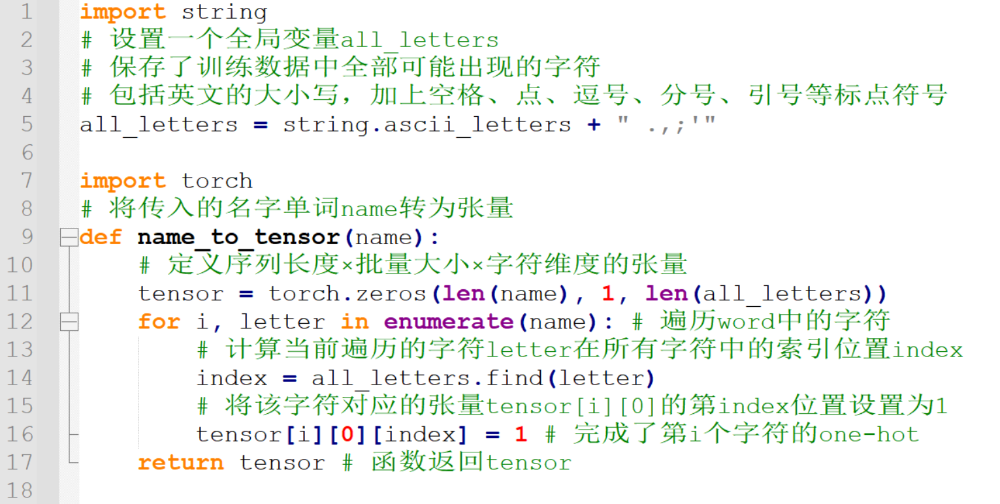 1 import string
2 # 设置一个全局变量all_letters
3 # 保存了训练数据中全部可能出现的字符
4 # 包括英文的大小写，加上空格、点、逗号、分号、引号等标点符号
5 all_letters = string.ascii_letters + " .,;'"
6
7 import torch
8 # 将传入的名字单词name转为张量
9 def name_to_tensor(name):
10     # 定义序列长度×批量大小×字符维度的张量
11     tensor = torch.zeros(len(name), 1, len(all_letters))
12     for i, letter in enumerate(name): # 遍历word中的字符
13         # 计算当前遍历的字符letter在所有字符中的索引位置index
14         index = all_letters.find(letter)
15         # 将该字符对应的张量tensor[i][0]的第index位置设置为1
16         tensor[i][0][index] = 1 # 完成了第i个字符的one-hot
17     return tensor # 函数返回tensor
18